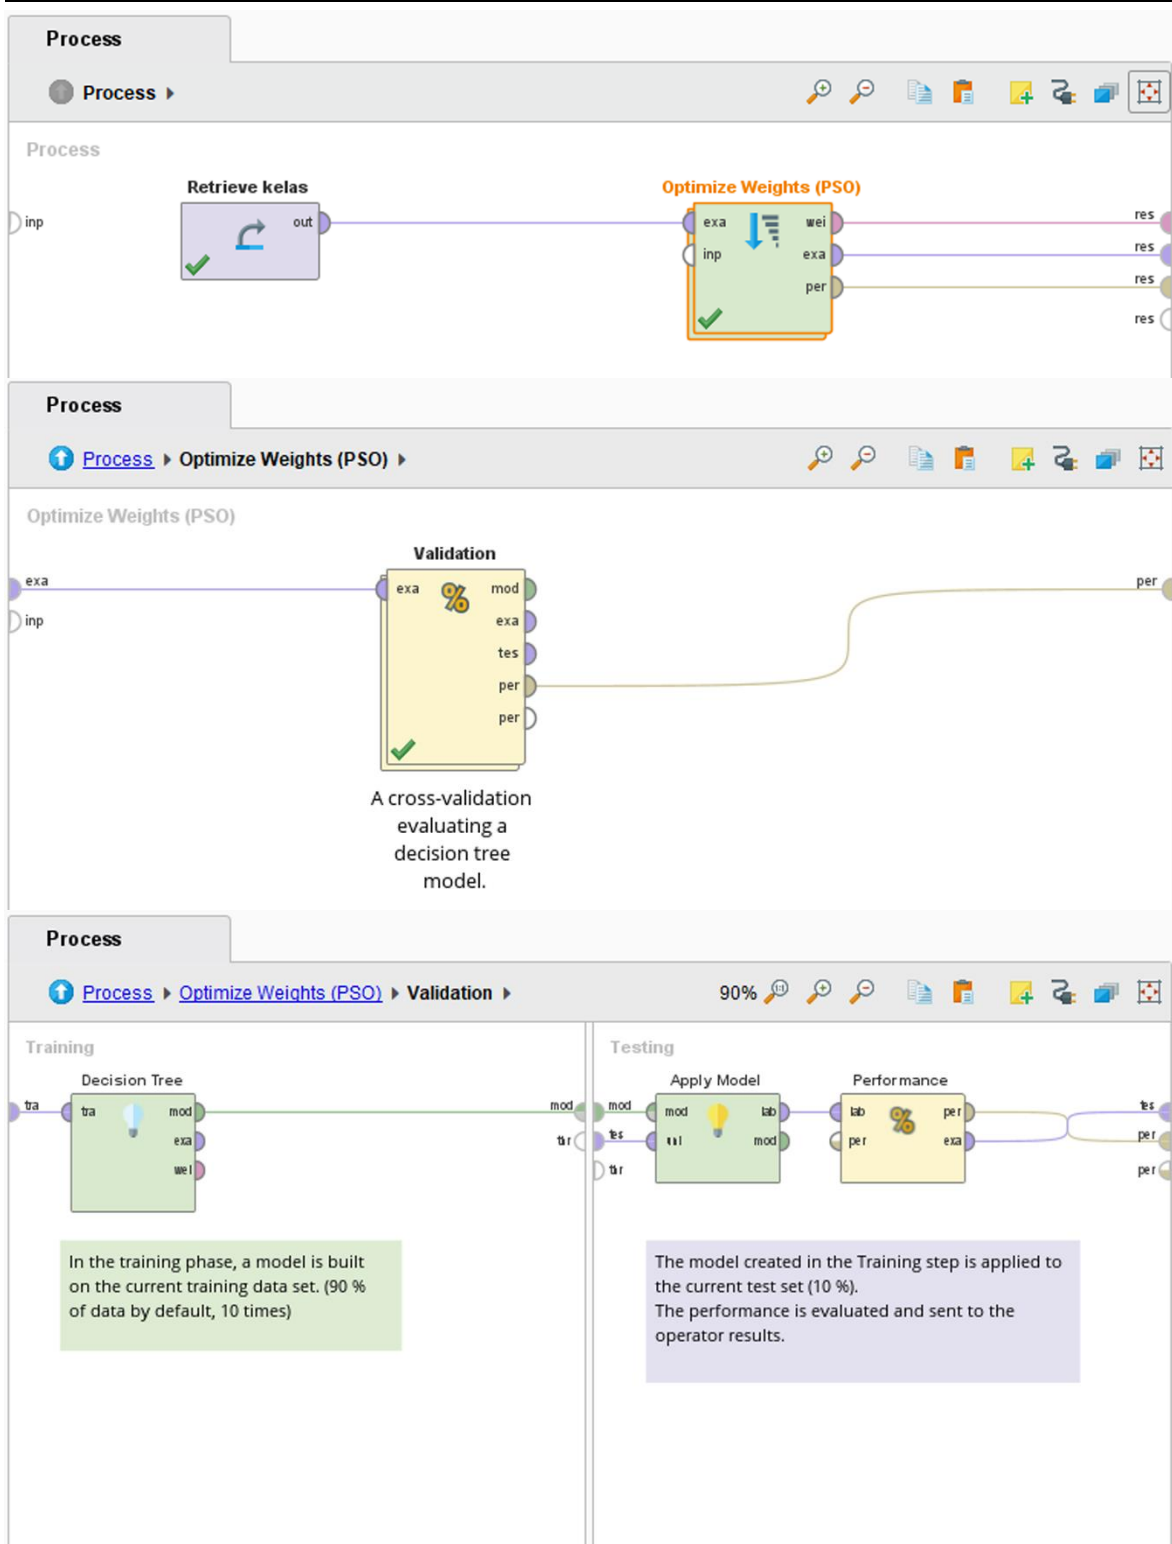 Process
Process
Process
Retrieve kelas
Optimize Weights (PSO)
inp
out
exa
wei
res
inp
exa
res
per
res
res
Process
Process Optimize Weights (PSO)
Optimize Weights (PSO)
Validation
exa
exa
mod
per
inp
exa
tes
per
per
A cross-validation
evaluating a
decision tree
model.
Process
Process Optimize Weights (PSO) Validation
90%
Training
Testing
Decision Tree
Apply Model
Performance
tra
tra
mod
mod
mod
mod
lab
lab
per
tes
exa
thr
tes
mod
per
exa
per
wei
thr
per
In the training phase, a model is built
on the current training data set. (90 %
of data by default, 10 times)
The model created in the Training step is applied to
the current test set (10 %).
The performance is evaluated and sent to the
operator results.